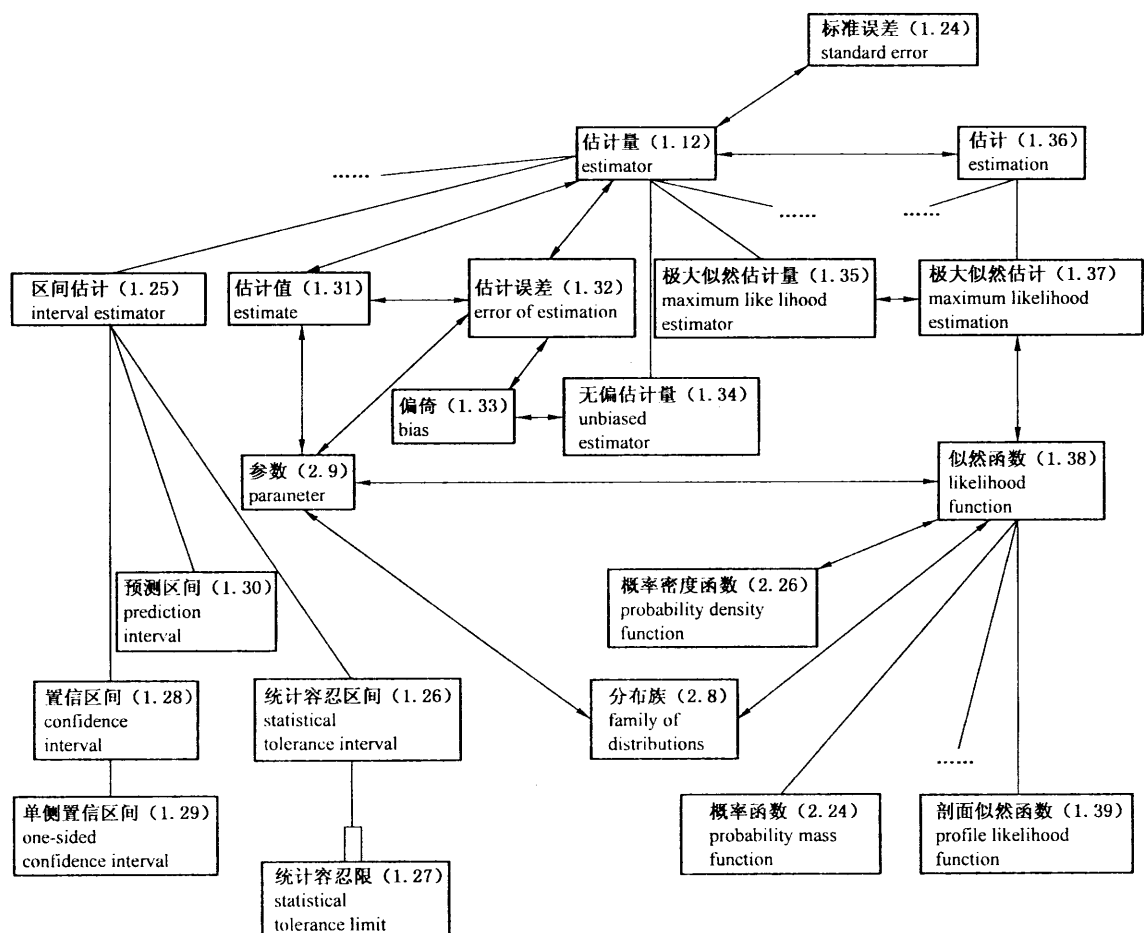 标准误差（1.24）
standard error
估计量（1.12）
estimator
估计（1.36）
estimation
……
……
……
区间估计（1.25）
interval estimator
估计值（1.31）
estimate
估计误差（1.32）
error of estimation
极大似然估计量（1.35）
maximum like lihood
estimator
极大似然估计（1.37）
maximum likelihood
estimation
偏倚（1.33）
bias
无偏估计量（1.34）
unbiased
estimator
参数（2.9）
parameter
似然函数（1.38）
likelihood
function
预测区间（1.30）
prediction
interval
概率密度函数（2.26）
probability density
function
置信区间（1.28）
confidence
interval
统计容忍区间（1.26）
statistical
tolerance interval
分布族（2.8）
family of
distributions
……
单侧置信区间（1.29）
one-sided
confidence interval
概率函数（2.24）
probability mass
function
剖面似然函数（1.39）
profile likelihood
function
统计容忍限（1.27）
statistical
tolerance limit